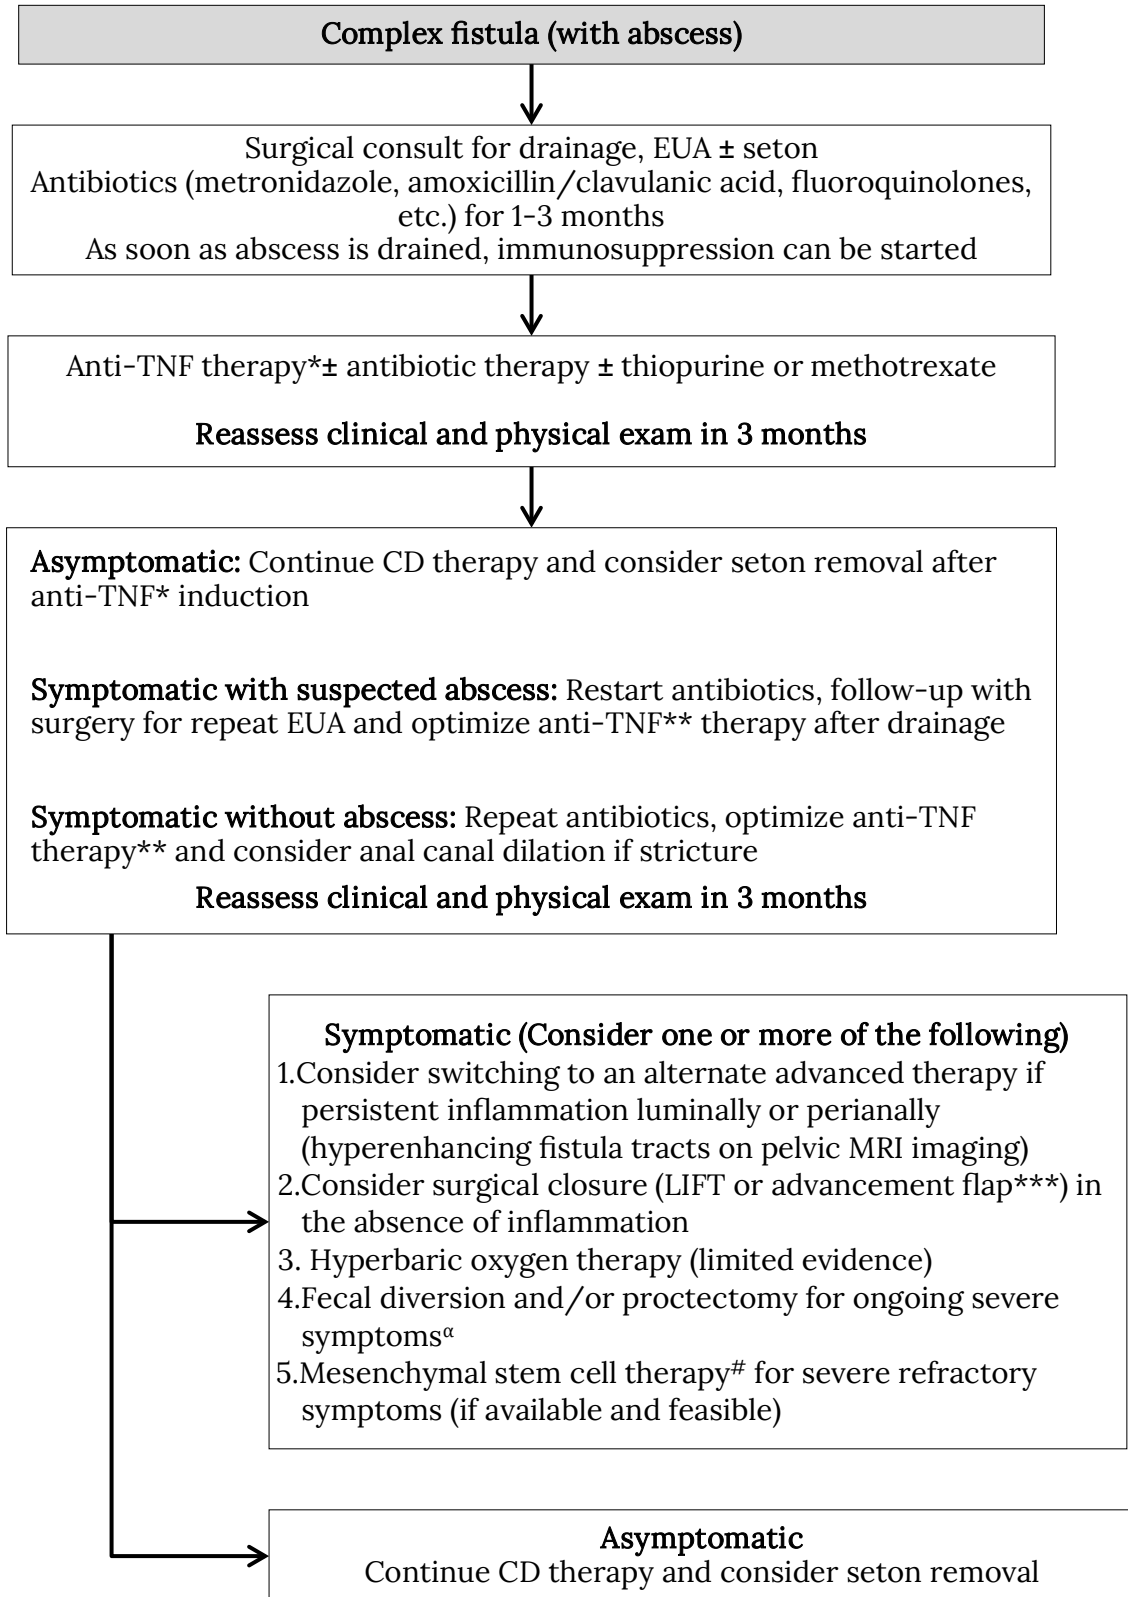 Complex fistula (with abscess)
Surgical consult for drainage, EUA ± seton
Antibiotics (metronidazole, amoxicillin/clavulanic acid, fluoroquinolones,
etc.) for 1-3 months
As soon as abscess is drained, immunosuppression can be started
Anti-TNF therapy*± antibiotic therapy ± thiopurine or methotrexate
Reassess clinical and physical exam in 3 months
Asymptomatic: Continue CD therapy and consider seton removal after
anti-TNF* induction
Symptomatic with suspected abscess: Restart antibiotics, follow-up with
surgery for repeat EUA and optimize anti-TNF** therapy after drainage
Symptomatic without abscess: Repeat antibiotics, optimize anti-TNF
therapy** and consider anal canal dilation if stricture
Reassess clinical and physical exam in 3 months
Symptomatic (Consider one or more of the following)
1.Consider switching to an alternate advanced therapy if
persistent inflammation luminally or perianally
(hyperenhancing fistula tracts on pelvic MRI imaging)
2.Consider surgical closure (LIFT or advancement flap***) in
the absence of inflammation
3. Hyperbaric oxygen therapy (limited evidence)
4.Fecal diversion and/or proctectomy for ongoing severe
symptomsᵅ
5.Mesenchymal stem cell therapy# for severe refractory
symptoms (if available and feasible)
Asymptomatic
Continue CD therapy and consider seton removal